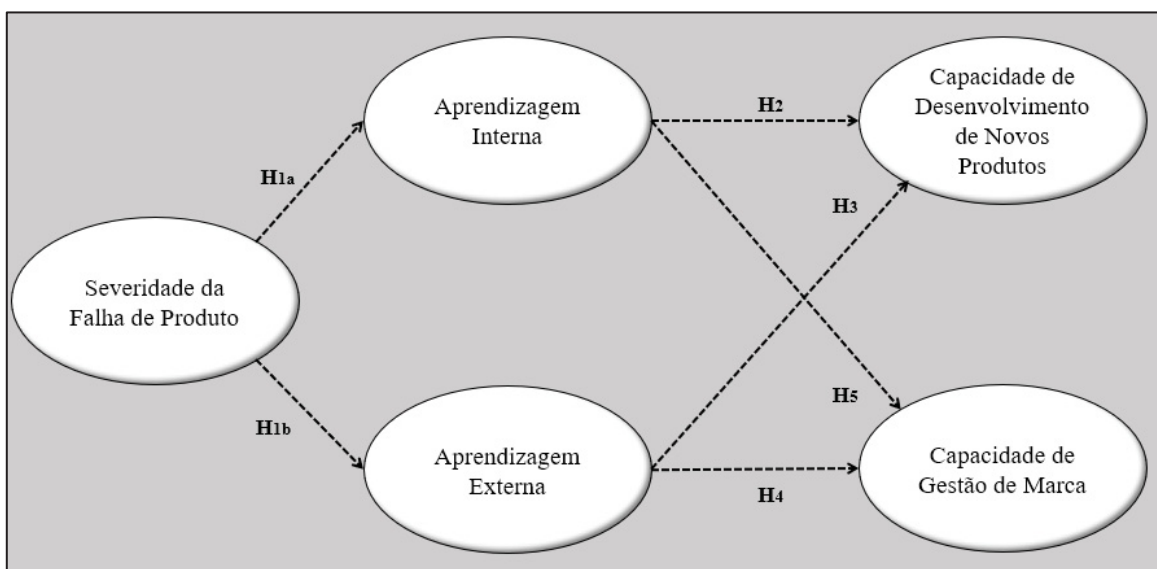 Severidade da
Falha de Produto
H1a
H1b
Aprendizagem
Interna
Aprendizagem
Externa
H2
H3
H5
H4
Capacidade de
Desenvolvimento
de Novos
Produtos
Capacidade de
Gestão de Marca